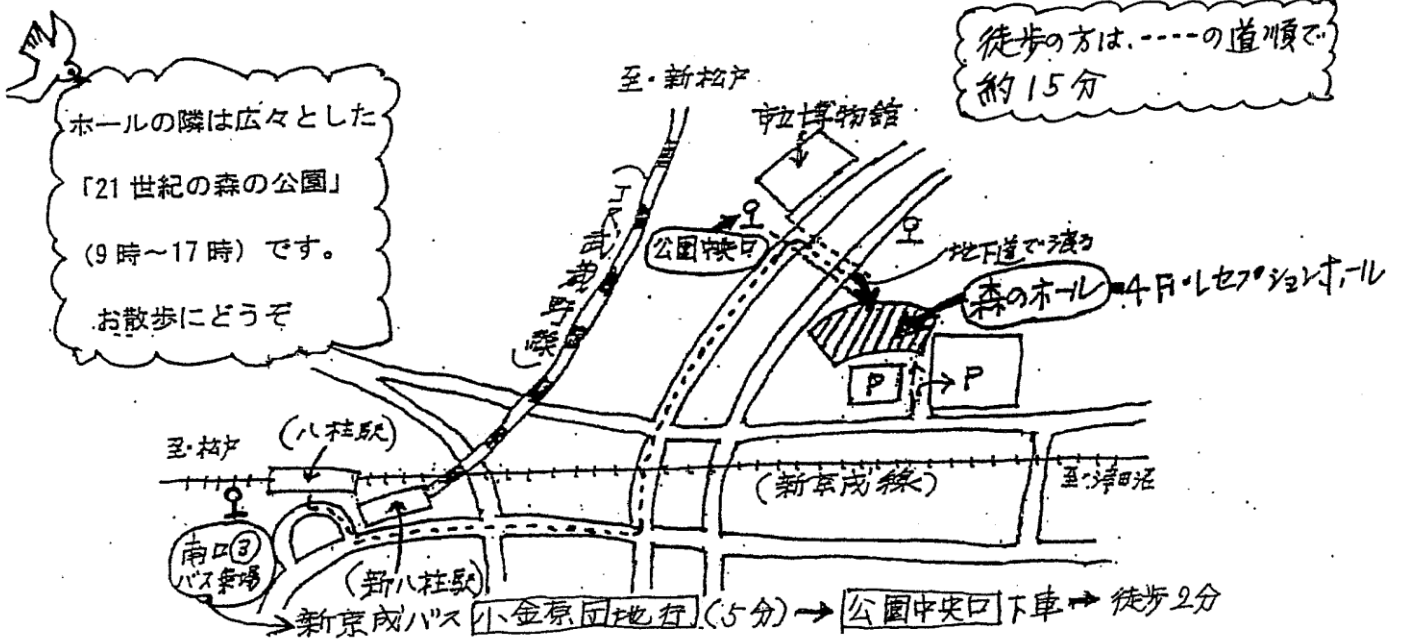 ホールの隣は広々とした
「21世紀の森の公園」
(9時～17時)です。
お散歩にどうぞ
徒歩の方は、----の道順で
約15分
至・新松戸
市立博物館
(JR武蔵野線)
公園中央口
地下道で渡る
森のホール 4F・レセプションホール
P
P
至・松戸
(八柱駅)
(新京成線)
至・津田沼
南口③
バス乗場
(新八柱駅)
新京成バス 小金原団地行 (5分)→ 公園中央口 下車→徒歩2分